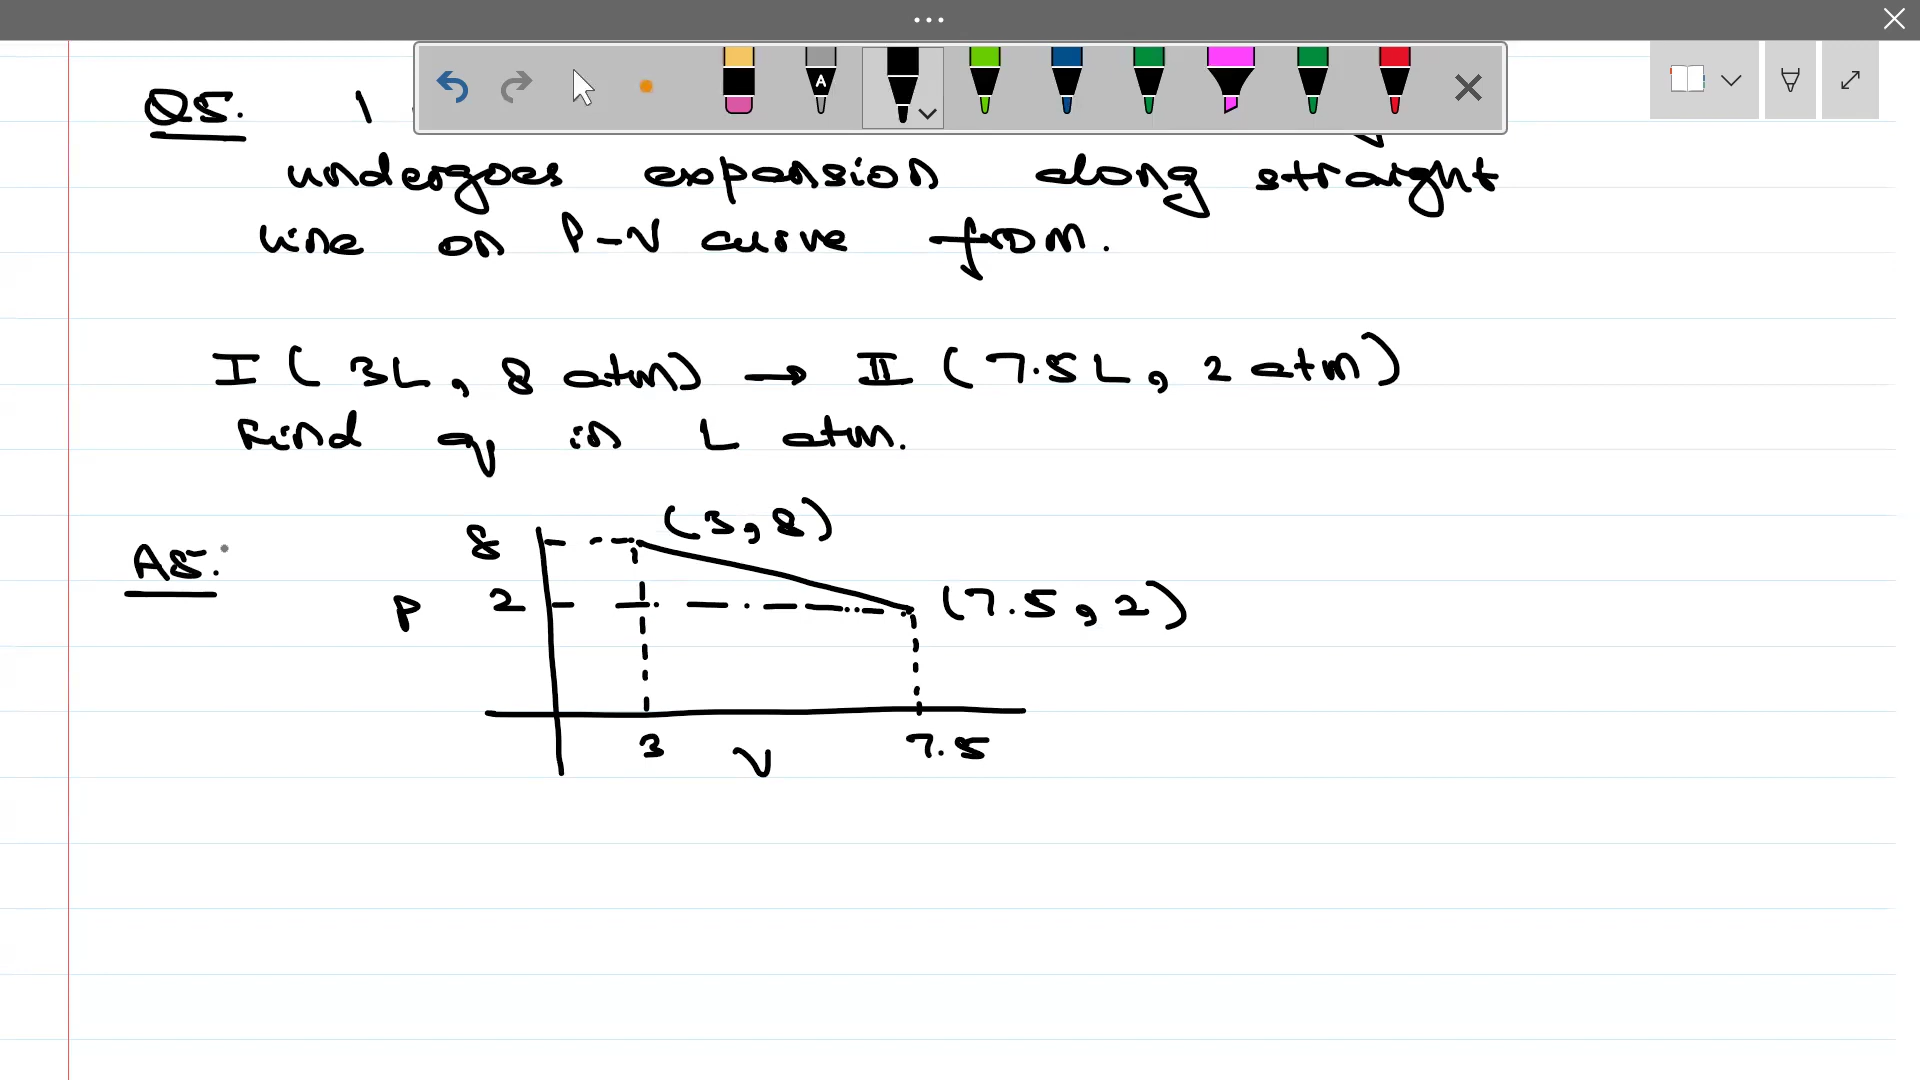 ...
A
Q5. 1
undergoes expansion along straight
line on P-V curve from.
I ( 3L, 8 atm) → II ( 7.5L, 2 atm)
Find q in L atm.
A5:
8 (3, 8)
P 2 (7.5, 2)
3 V 7.5